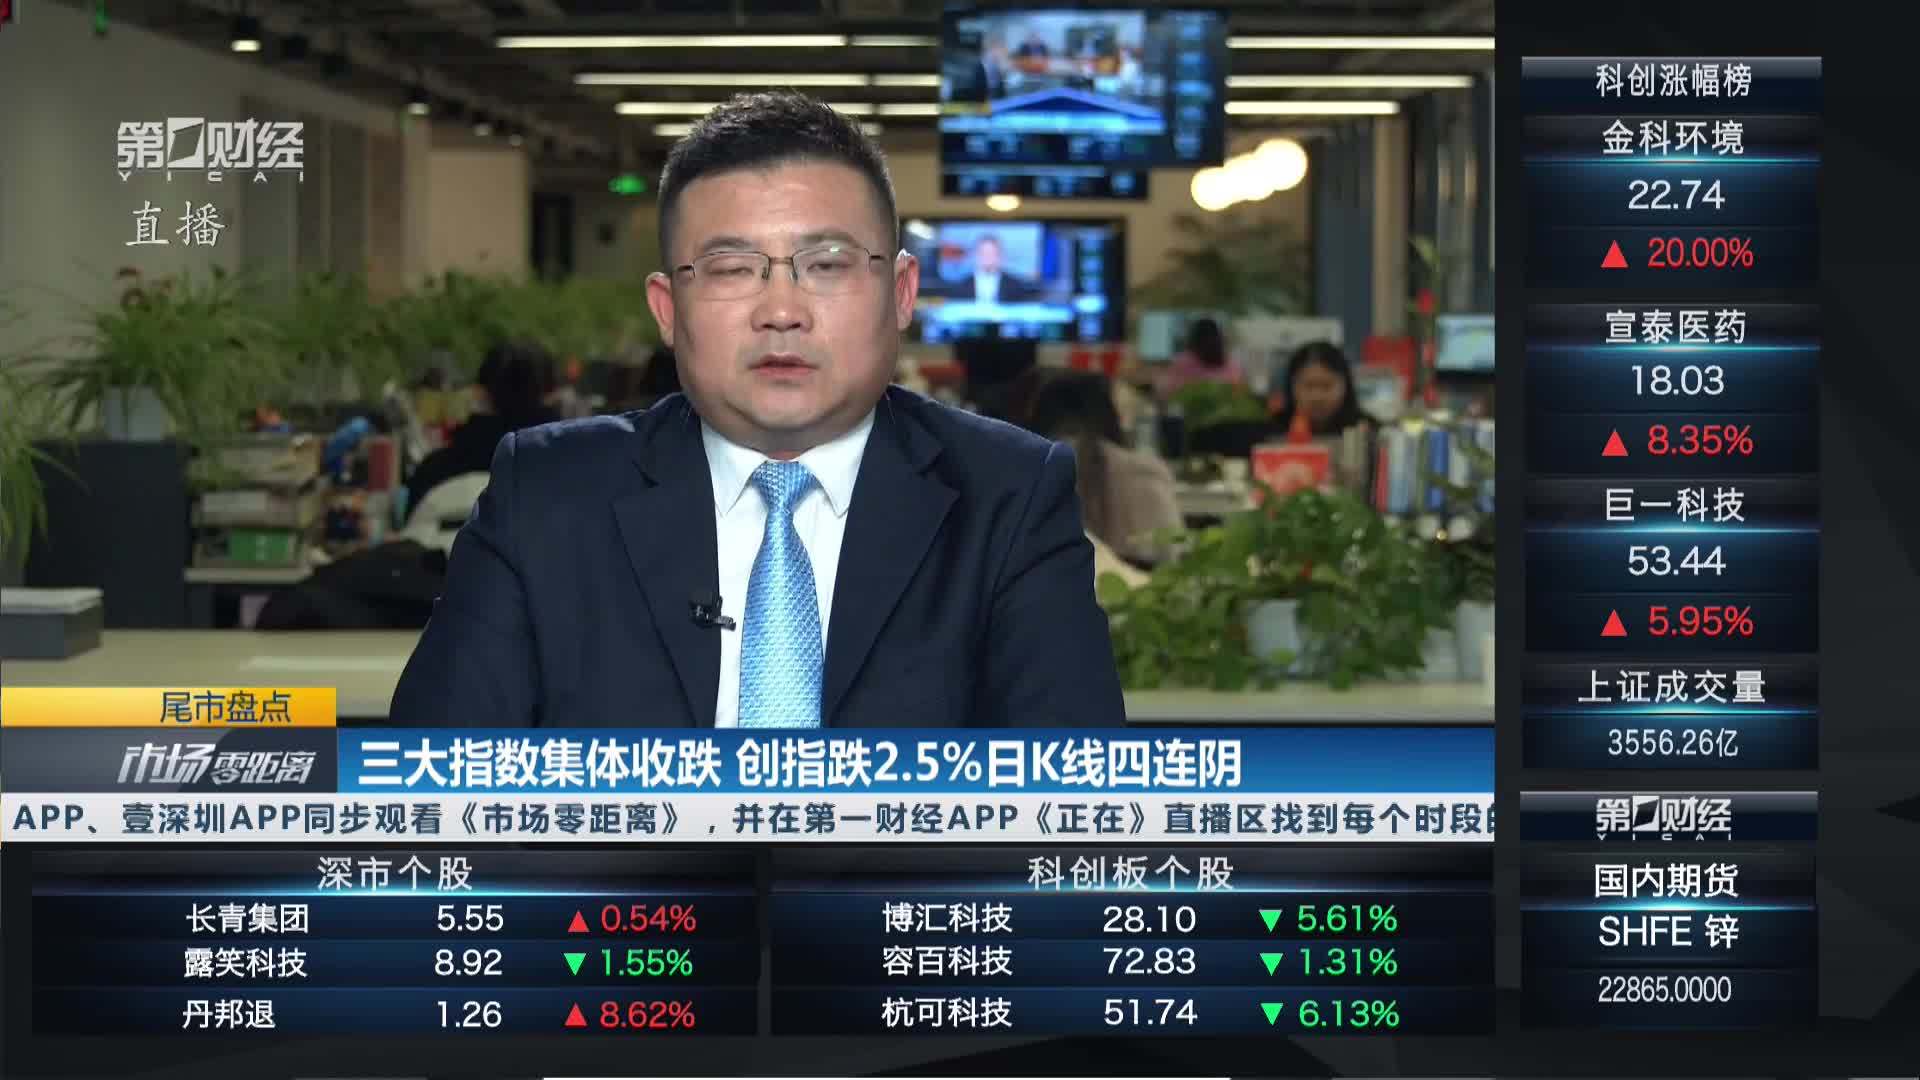 第一财经
YICAI
直播
尾市盘点
市场零距离
三大指数集体收跌 创指跌2.5%日K线四连阴
APP、壹深圳APP同步观看《市场零距离》，并在第一财经APP《正在》直播区找到每个时段
深市个股
长青集团 5.55 ▲ 0.54%
露笑科技 8.92 ▼ 1.55%
丹邦退 1.26 ▲ 8.62%
科创板个股
博汇科技 28.10 ▼ 5.61%
容百科技 72.83 ▼ 1.31%
杭可科技 51.74 ▼ 6.13%
科创涨幅榜
金科环境
22.74
▲ 20.00%
宣泰医药
18.03
▲ 8.35%
巨一科技
53.44
▲ 5.95%
上证成交量
3556.26亿
第一财经
YICAI
国内期货
SHFE 锌
22865.0000